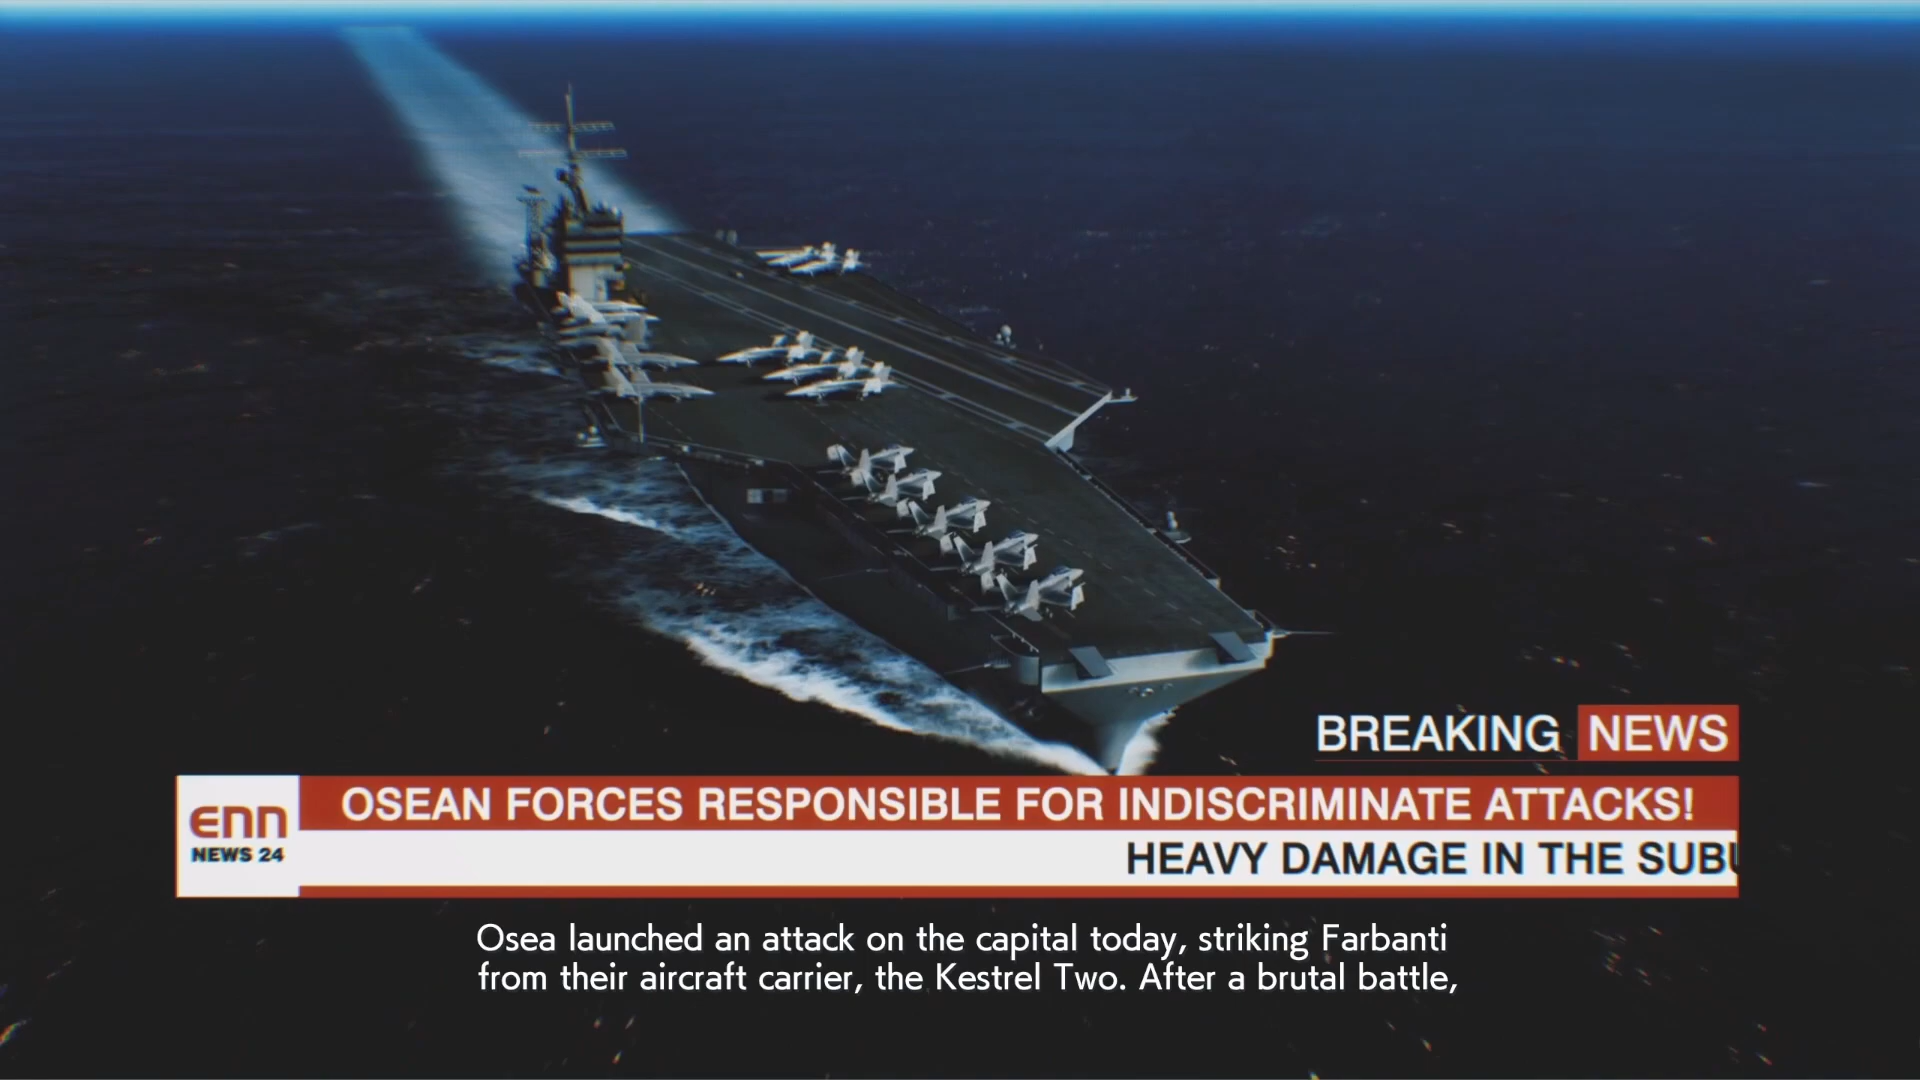 BREAKING NEWS
enn
NEWS 24
OSEAN FORCES RESPONSIBLE FOR INDISCRIMINATE ATTACKS!
HEAVY DAMAGE IN THE SUB
Osea launched an attack on the capital today, striking Farbanti
from their aircraft carrier, the Kestrel Two. After a brutal battle,